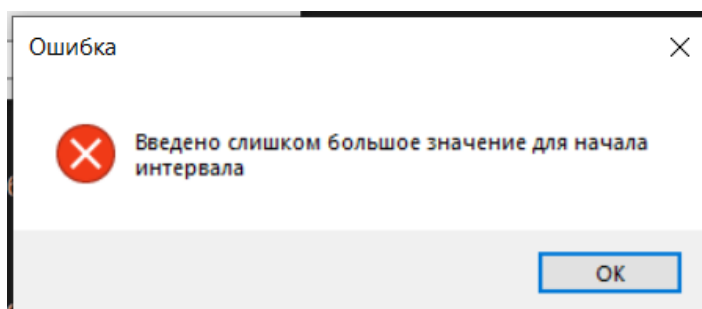 Ошибка
Введено слишком большое значение для начала
интервала
OK